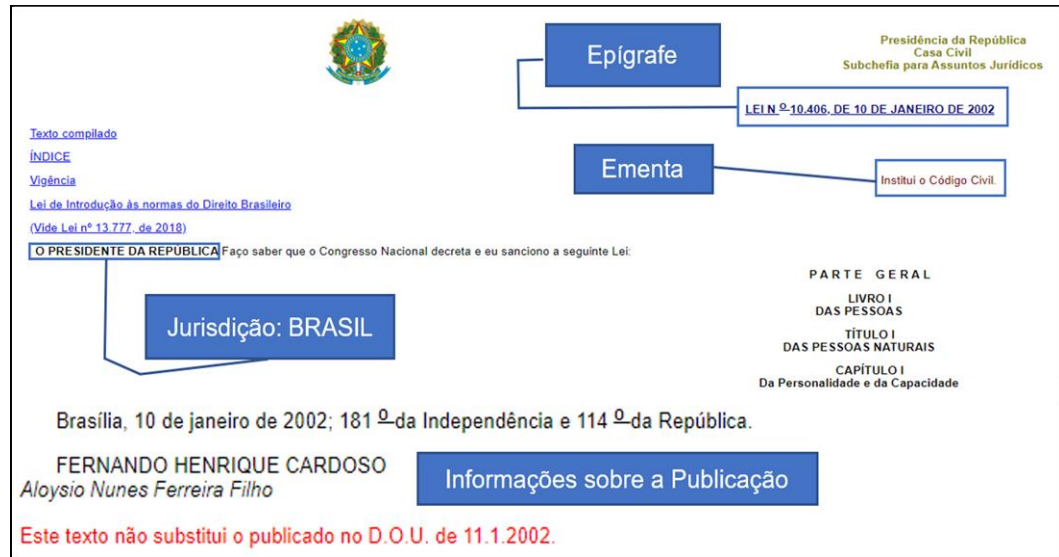 Epígrafe
Presidência da República
Casa Civil
Subchefia para Assuntos Jurídicos
LEI N º 10.406, DE 10 DE JANEIRO DE 2002
Texto compilado
ÍNDICE
Vigência
Lei de Introdução às normas do Direito Brasileiro
(Vide Lei nº 13.777, de 2018)
Ementa
Institui o Código Civil.
O PRESIDENTE DA REPÚBLICA Faço saber que o Congresso Nacional decreta e eu sanciono a seguinte Lei:
PARTE GERAL
LIVRO I
DAS PESSOAS
TÍTULO I
DAS PESSOAS NATURAIS
CAPÍTULO I
Da Personalidade e da Capacidade
Jurisdição: BRASIL
Brasília, 10 de janeiro de 2002; 181 º da Independência e 114 º da República.
FERNANDO HENRIQUE CARDOSO
Aloysio Nunes Ferreira Filho
Informações sobre a Publicação
Este texto não substitui o publicado no D.O.U. de 11.1.2002.